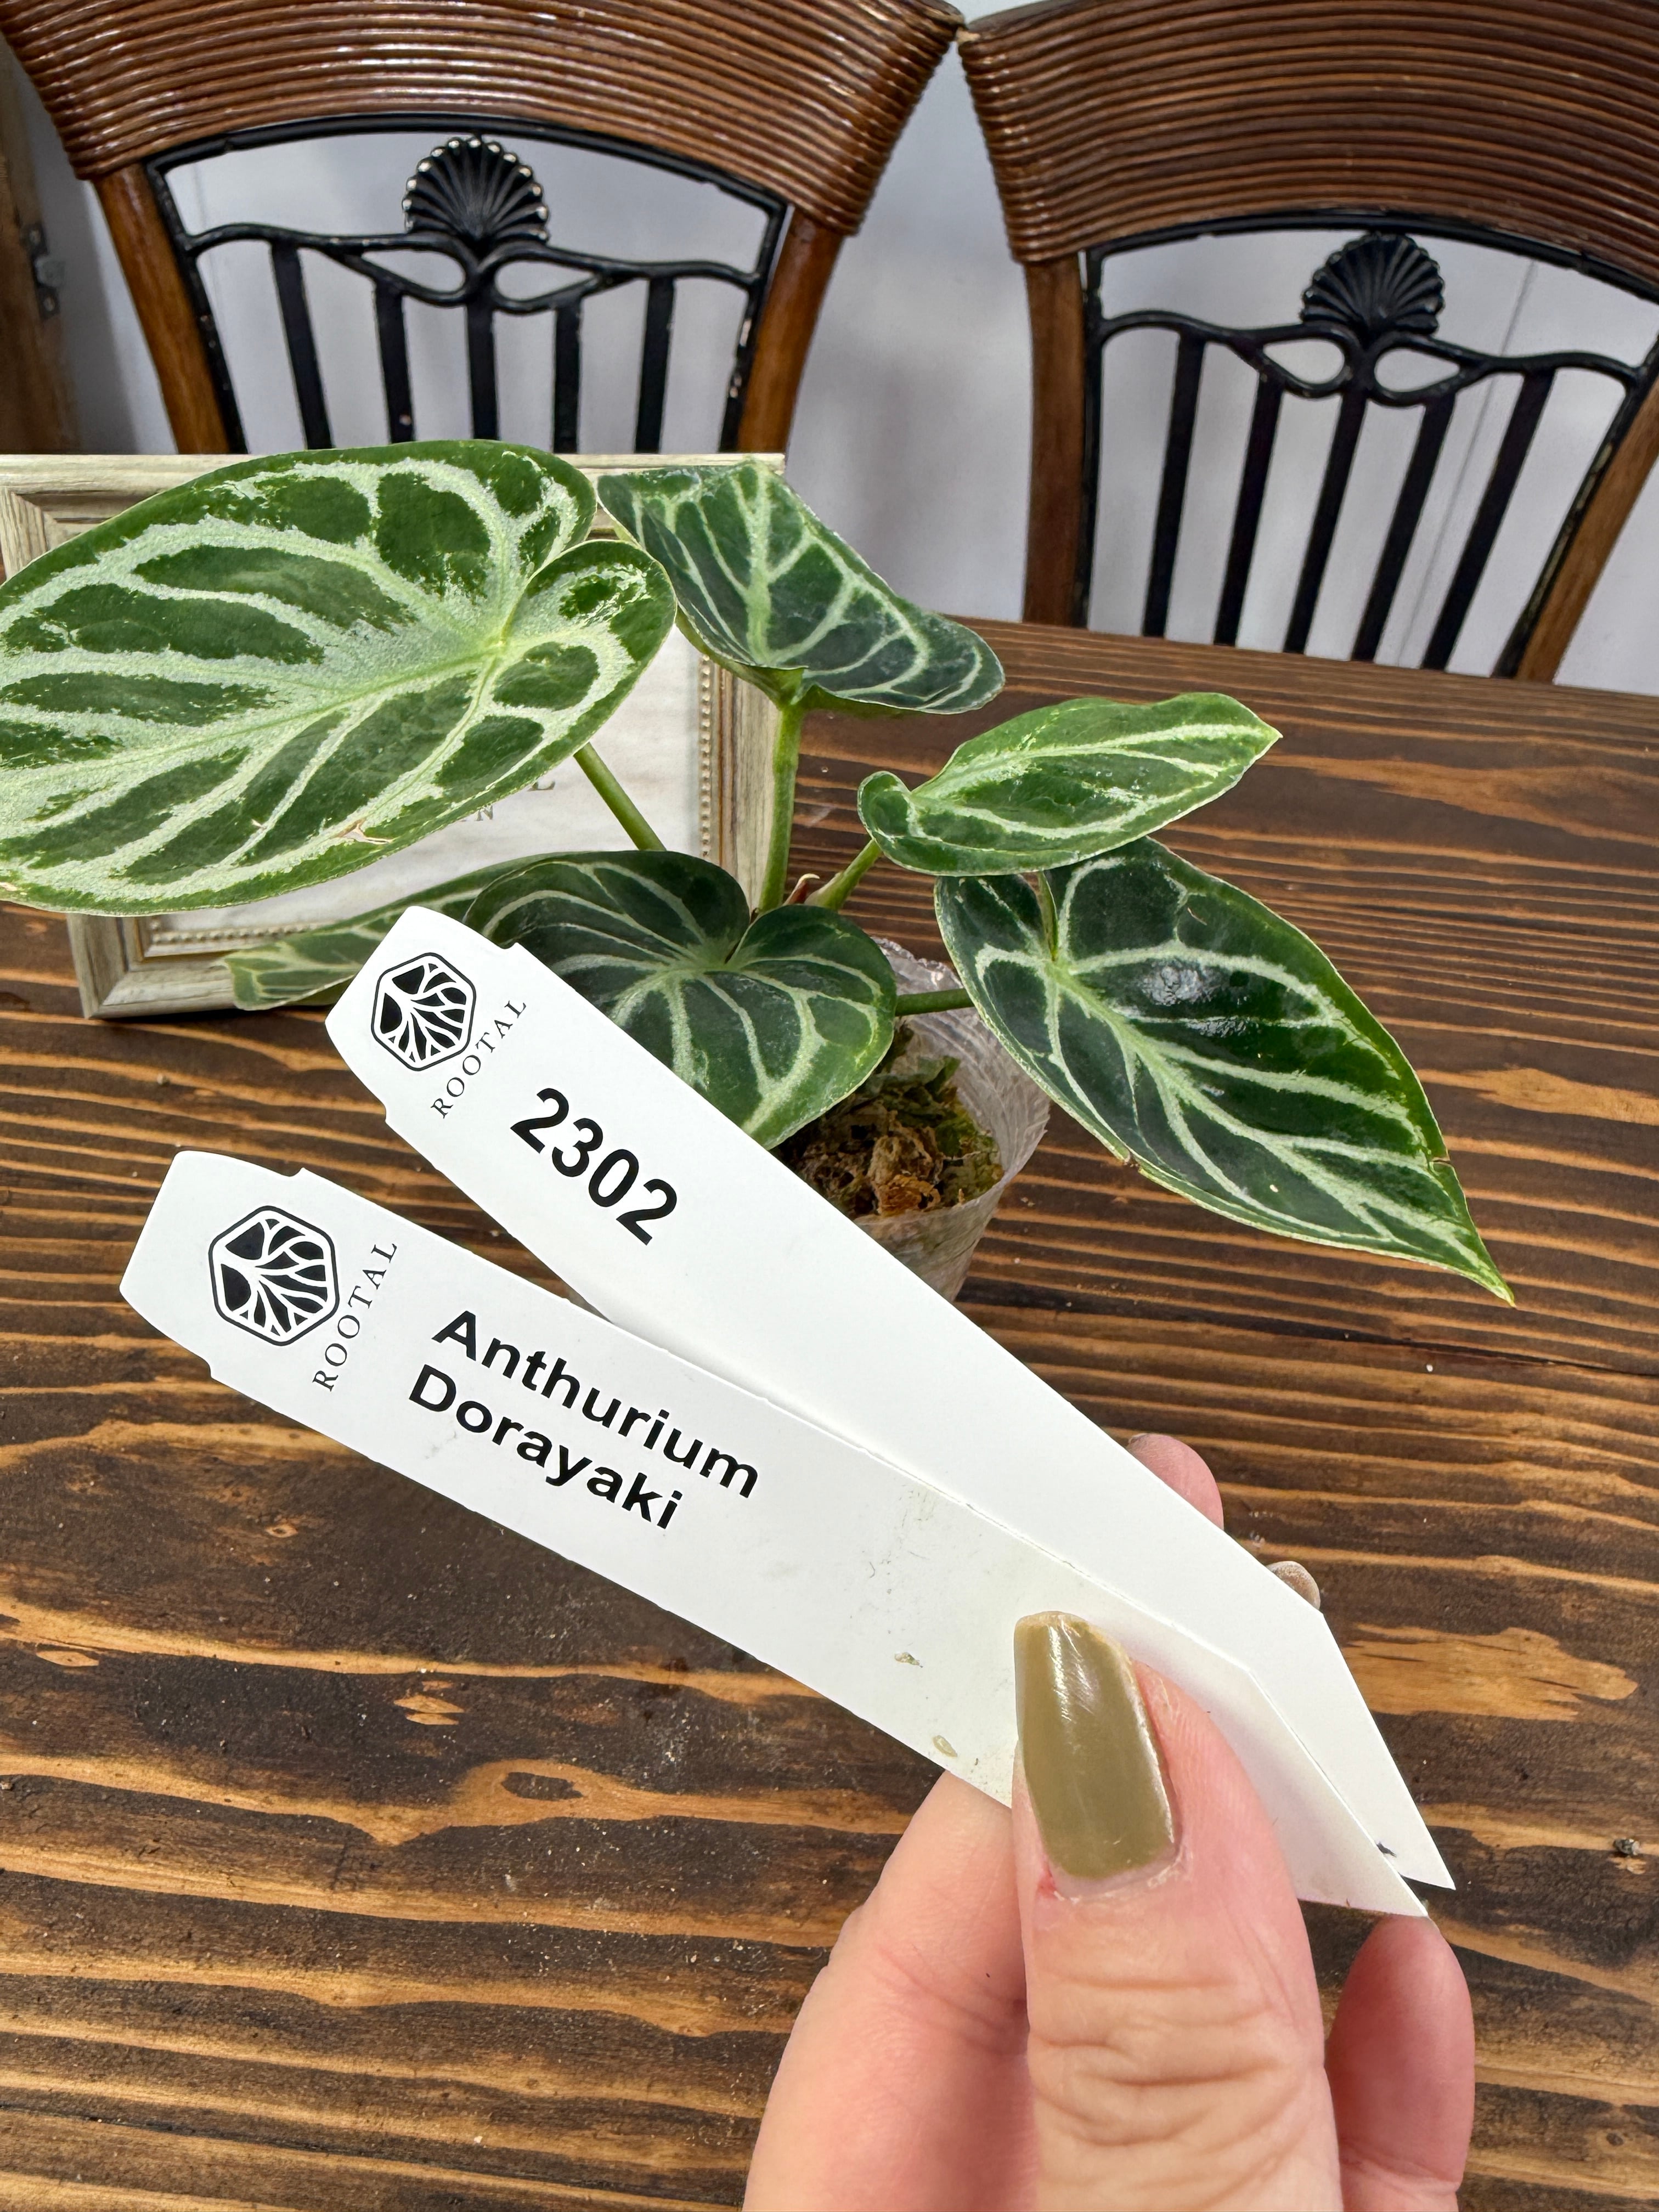 ROOTAL
2302
ROOTAL
Anthurium
Dorayaki